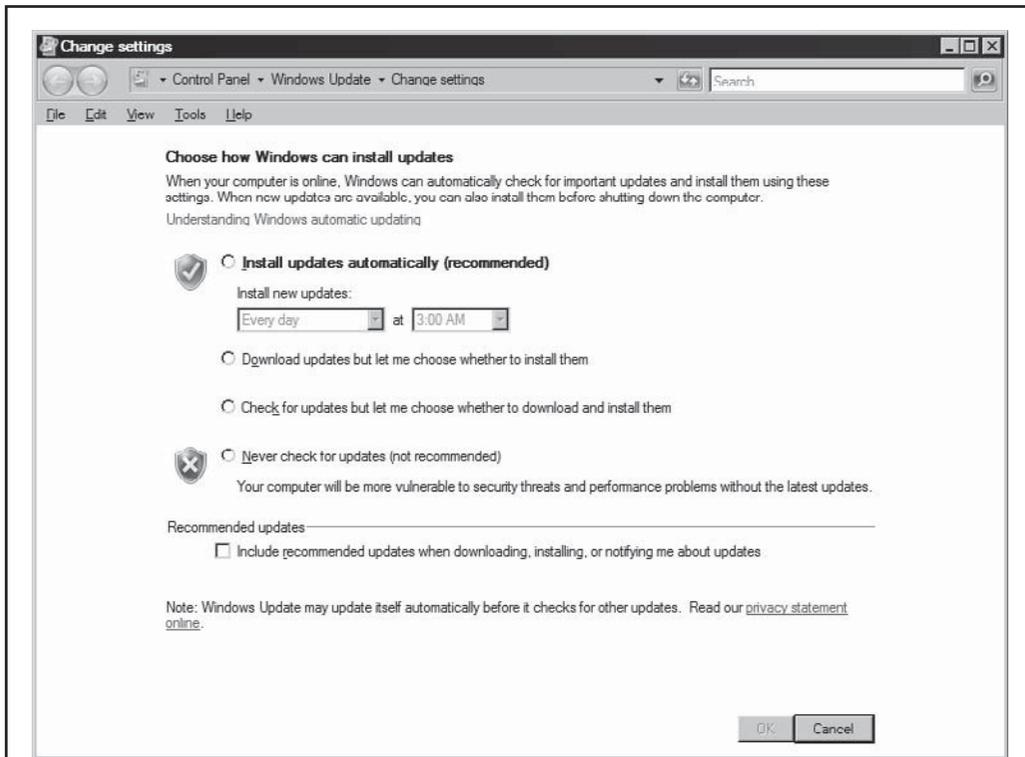 Change settings
Control Panel Windows Update Change settings Search
File Edit View Tools Help
Choose how Windows can install updates
When your computer is online, Windows can automatically check for important updates and install them using these
settings. When new updates are available, you can also install them before shutting down the computer.
Understanding Windows automatic updating
Install updates automatically (recommended)
Install new updates:
Every day at 3:00 AM
Download updates but let me choose whether to install them
Check for updates but let me choose whether to download and install them
Never check for updates (not recommended)
Your computer will be more vulnerable to security threats and performance problems without the latest updates.
Recommended updates
Include recommended updates when downloading, installing, or notifying me about updates
Note: Windows Update may update itself automatically before it checks for other updates. Read our privacy statement
online.
OK Cancel